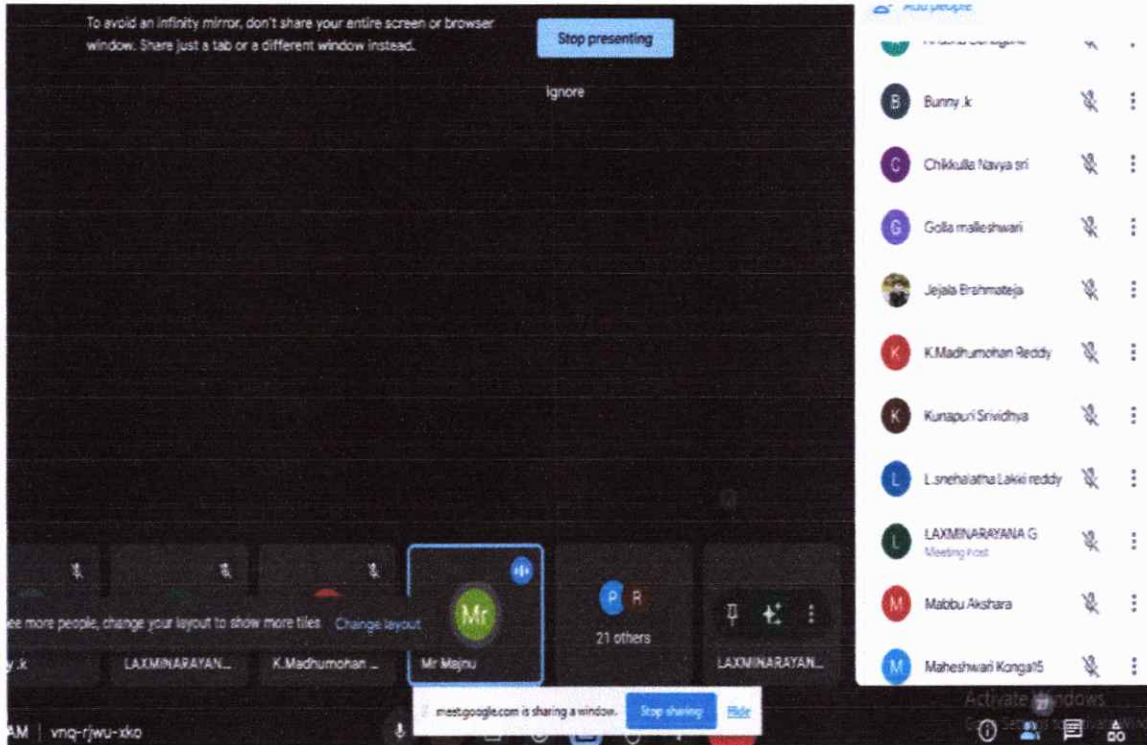 To avoid an infinity mirror, don't share your entire screen or browser
window. Share just a tab or a different window instead.
Stop presenting
Ignore
Add people
B
Bunny .k
C
Chikkulla Navya sri
G
Golla malleshwari
Jejala Brahmateja
K
K.Madhumohan Reddy
K
Kunapuri Srividhya
L
L.snehalatha Lakki reddy
L
LAXMINARAYANA G
Meeting host
M
Mabbu Akshara
M
Maheshwari Konga15
ee more people, change your layout to show more tiles
Change layout
y .k
LAXMINARAYAN...
K.Madhumohan ...
Mr
Mr Majnu
P R
21 others
LAXMINARAYAN...
meet.google.com is sharing a window.
Stop sharing
Hide
Activate Windows
27
AM | vnq-rjwu-xko